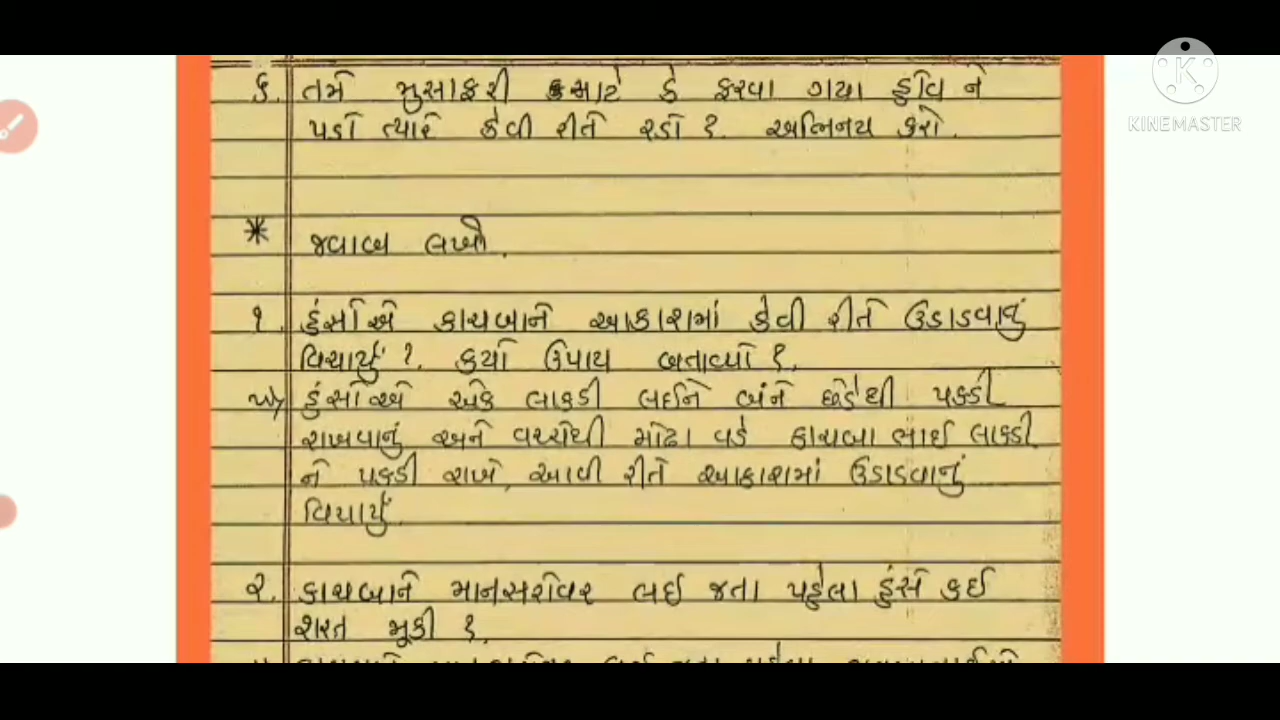 ૬. તમે મુસાફરી માટે કે ફરવા ગયા હોવ ને
પડો ત્યારે કેવી રીતે રડો ?. અભિનય કરો.
KINEMASTER
* જવાબ લખો.
૧. હંસોએ કાચબાને આકાશમાં કેવી રીતે ઉડાડવાનું
વિચાર્યું ?. કયો ઉપાય બતાવ્યો ?.
હંસોએ એક લાકડી લઈને બંને છેડેથી પકડી
રાખવાનું અને વચ્ચેથી મોઢા વડે કાચબા ભાઈ લાકડી
ને પકડી રાખે, આવી રીતે આકાશમાં ઉડાડવાનું
વિચાર્યું.
૨. કાચબાને માનસરોવર લઈ જતા પહેલા હંસે કઈ
શરત મૂકી ?.